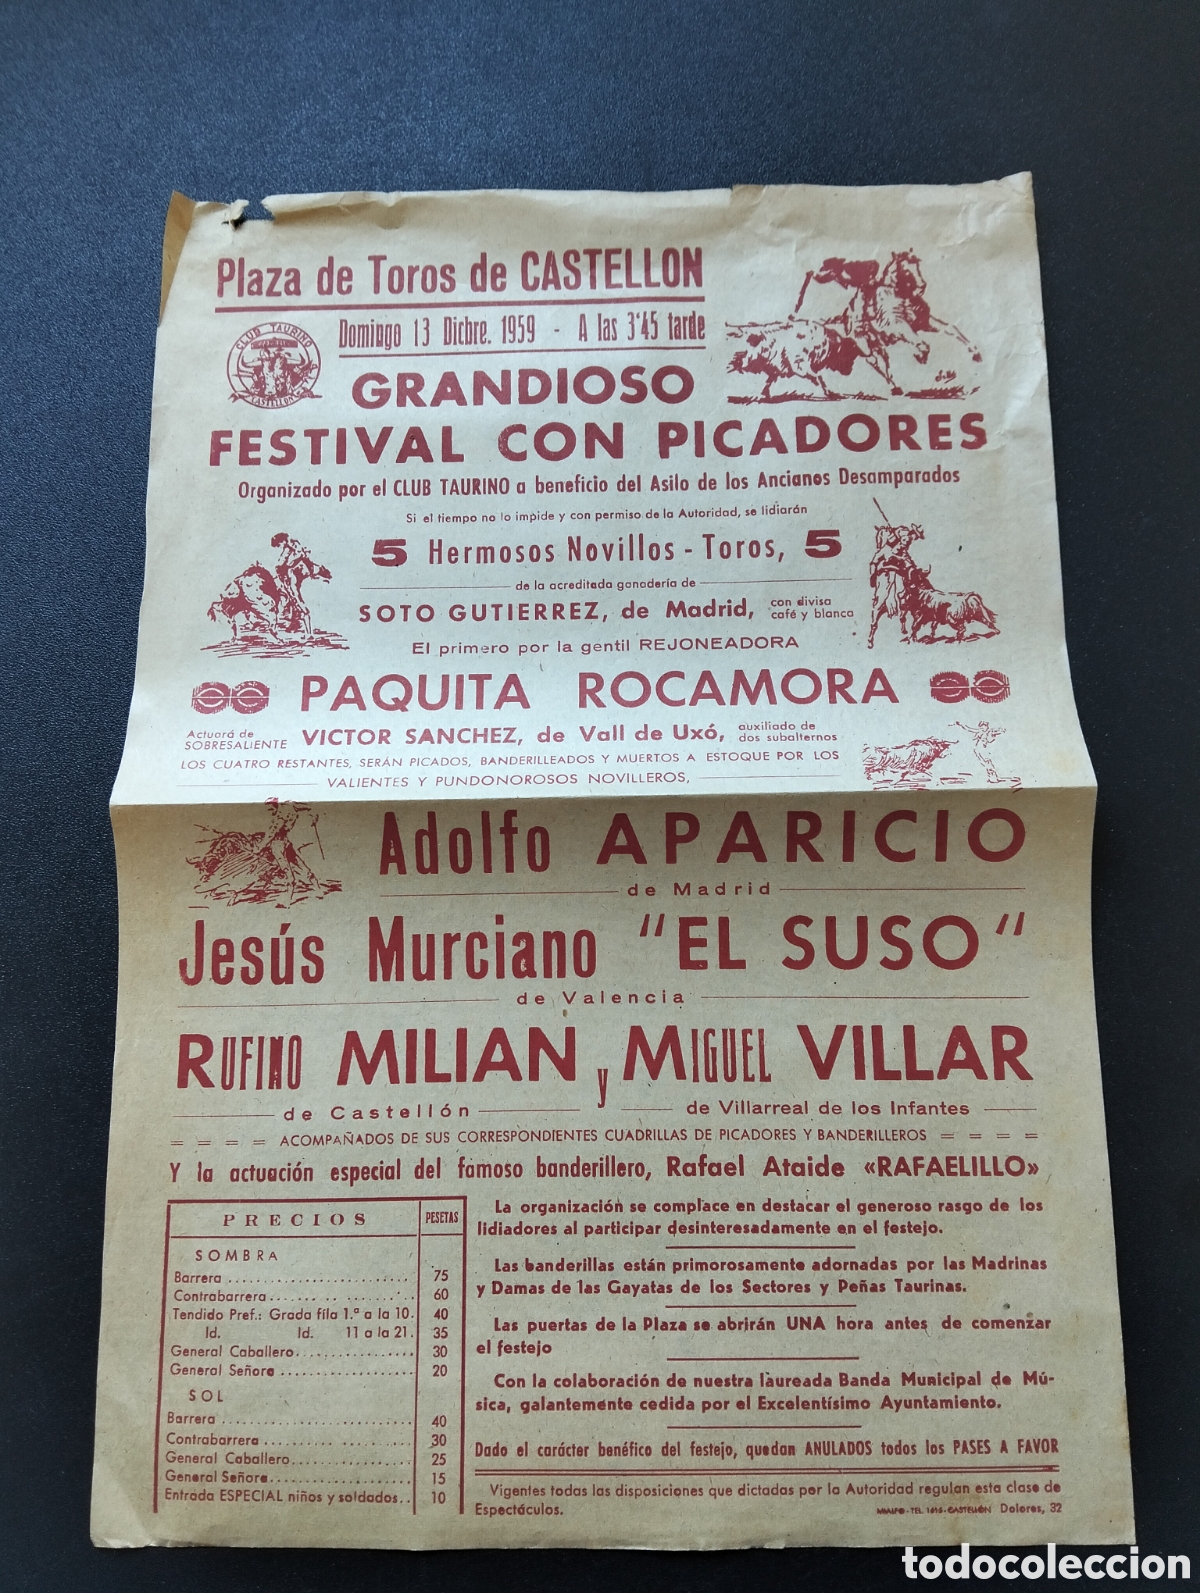 Plaza de Toros de CASTELLON
Domingo 13 Dicbre. 1959 - A las 3'45 tarde
CLUB TAURINO
CASTELLON
GRANDIOSO
FESTIVAL CON PICADORES
Organizado por el CLUB TAURINO a beneficio del Asilo de los Ancianos Desamparados
Si el tiempo no lo impide y con permiso de la Autoridad, se lidiarán
5 Hermosos Novillos - Toros, 5
de la acreditada ganadería de
SOTO GUTIERREZ, de Madrid, con divisa café y blanca
El primero por la gentil REJONEADORA
PAQUITA ROCAMORA
Actuará de SOBRESALIENTE VICTOR SANCHEZ, de Vall de Uxó, auxiliado de dos subalternos
LOS CUATRO RESTANTES, SERÁN PICADOS, BANDERILLEADOS Y MUERTOS A ESTOQUE POR LOS
VALIENTES Y PUNDONOROSOS NOVILLEROS,
Adolfo APARICIO
de Madrid
Jesús Murciano "EL SUSO"
de Valencia
RUFINO MILIAN y MIGUEL VILLAR
de Castellón de Villarreal de los Infantes
= = = = ACOMPAÑADOS DE SUS CORRESPONDIENTES CUADRILLAS DE PICADORES Y BANDERILLEROS = = = =
Y la actuación especial del famoso banderillero, Rafael Ataide «RAFAELILLO»
PRECIOS PESETAS
SOMBRA
Barrera 75
Contrabarrera 60
Tendido Pref.: Grada fila 1.ª a la 10. 40
Id. Id. 11 a la 21. 35
General Caballero 30
General Señora 20
SOL
Barrera 40
Contrabarrera 30
General Caballero 25
General Señora 15
Entrada ESPECIAL niños y soldados.. 10
La organización se complace en destacar el generoso rasgo de los
lidiadores al participar desinteresadamente en el festejo.
Las banderillas están primorosamente adornadas por las Madrinas
y Damas de las Gayatas de los Sectores y Peñas Taurinas.
Las puertas de la Plaza se abrirán UNA hora antes de comenzar
el festejo
Con la colaboración de nuestra laureada Banda Municipal de Mú-
sica, galantemente cedida por el Excelentísimo Ayuntamiento.
Dado el carácter benéfico del festejo, quedan ANULADOS todos los PASES A FAVOR
Vigentes todas las disposiciones que dictadas por la Autoridad regulan esta clase de
Espectáculos.
MIALFO-TEL. 1615-CASTELLÓN Dolores, 32
todocoleccion